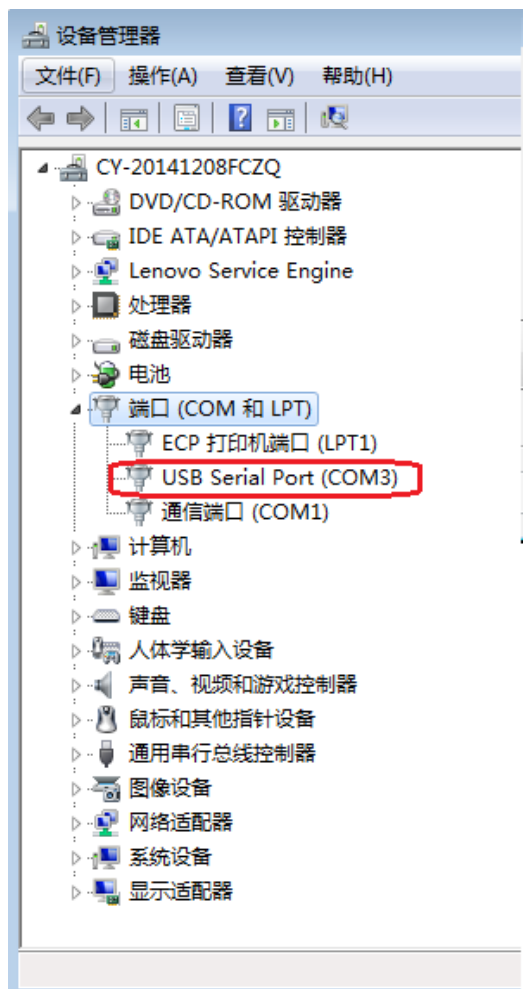 设备管理器
文件(F) 操作(A) 查看(V) 帮助(H)
CY-20141208FCZQ
DVD/CD-ROM 驱动器
IDE ATA/ATAPI 控制器
Lenovo Service Engine
处理器
磁盘驱动器
电池
端口 (COM 和 LPT)
ECP 打印机端口 (LPT1)
USB Serial Port (COM3)
通信端口 (COM1)
计算机
监视器
键盘
人体学输入设备
声音、视频和游戏控制器
鼠标和其他指针设备
通用串行总线控制器
图像设备
网络适配器
系统设备
显示适配器